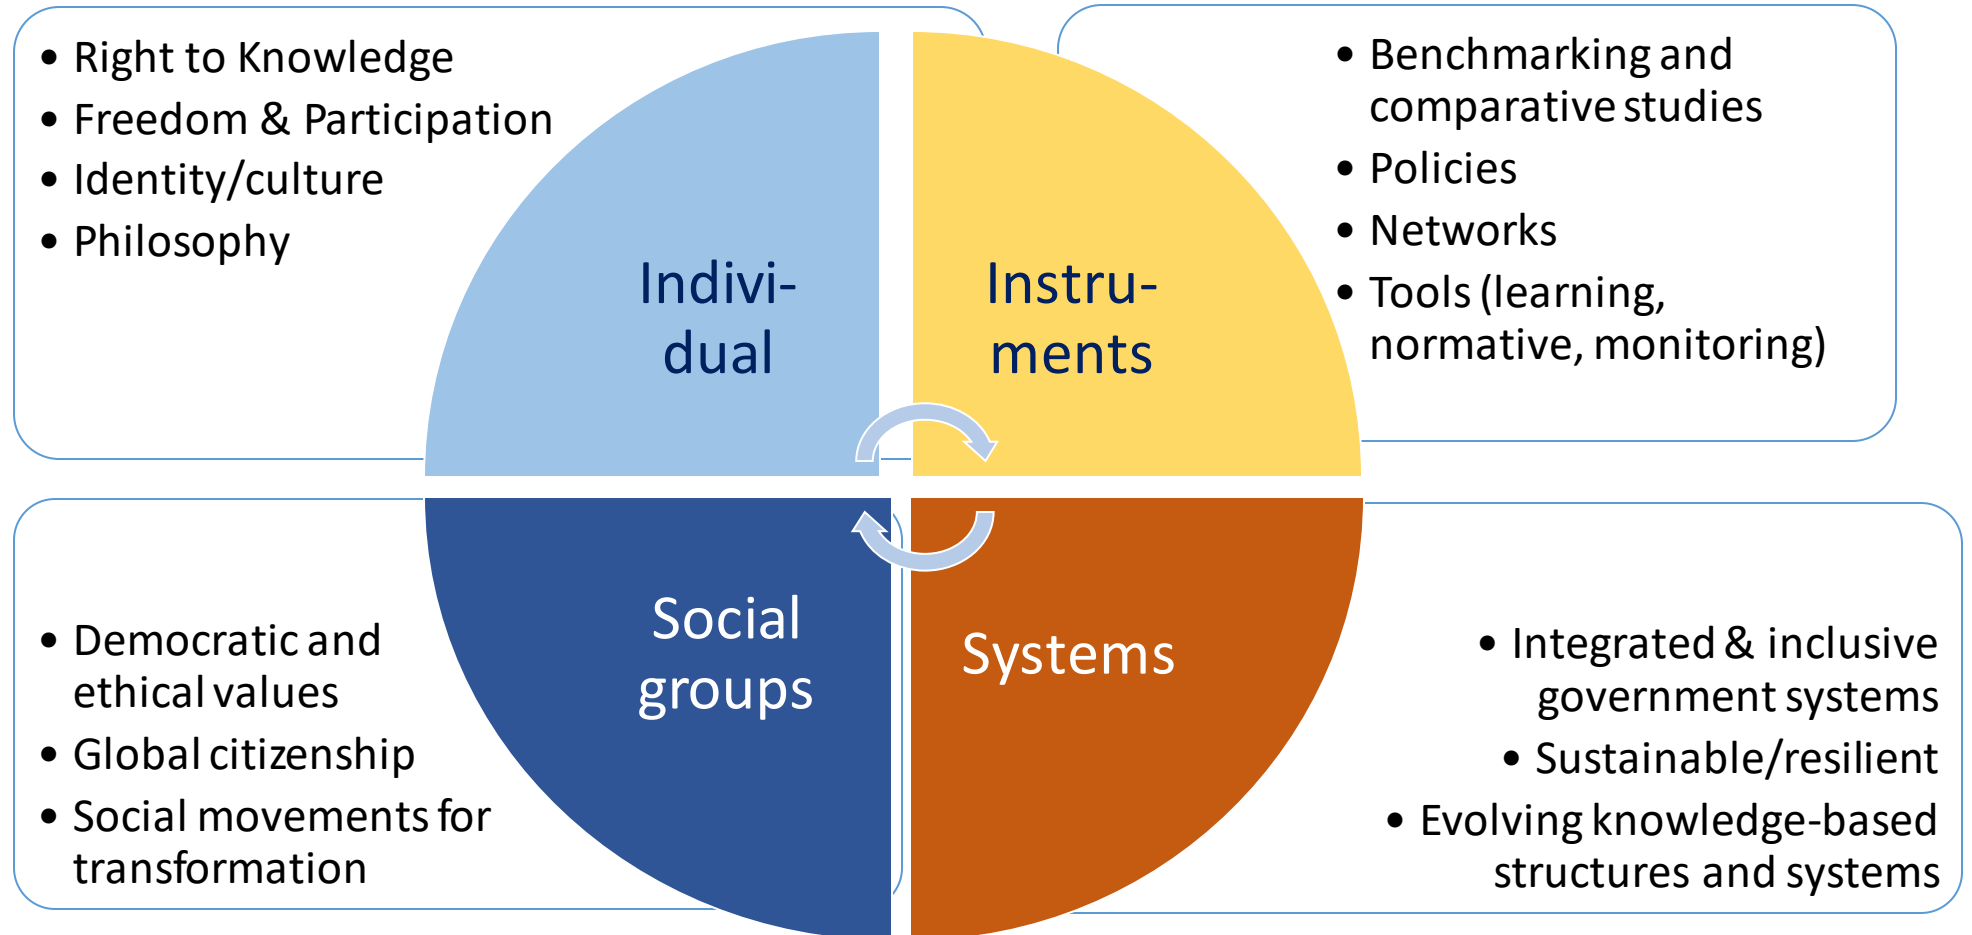 • Right to Knowledge
• Freedom & Participation
• Identity/culture
• Philosophy
Indivi-
dual
Instru-
ments
• Benchmarking and
comparative studies
• Policies
• Networks
• Tools (learning,
normative, monitoring)
• Democratic and
ethical values
• Global citizenship
• Social movements for
transformation
Social
groups
Systems
• Integrated & inclusive
government systems
• Sustainable/resilient
• Evolving knowledge-based
structures and systems